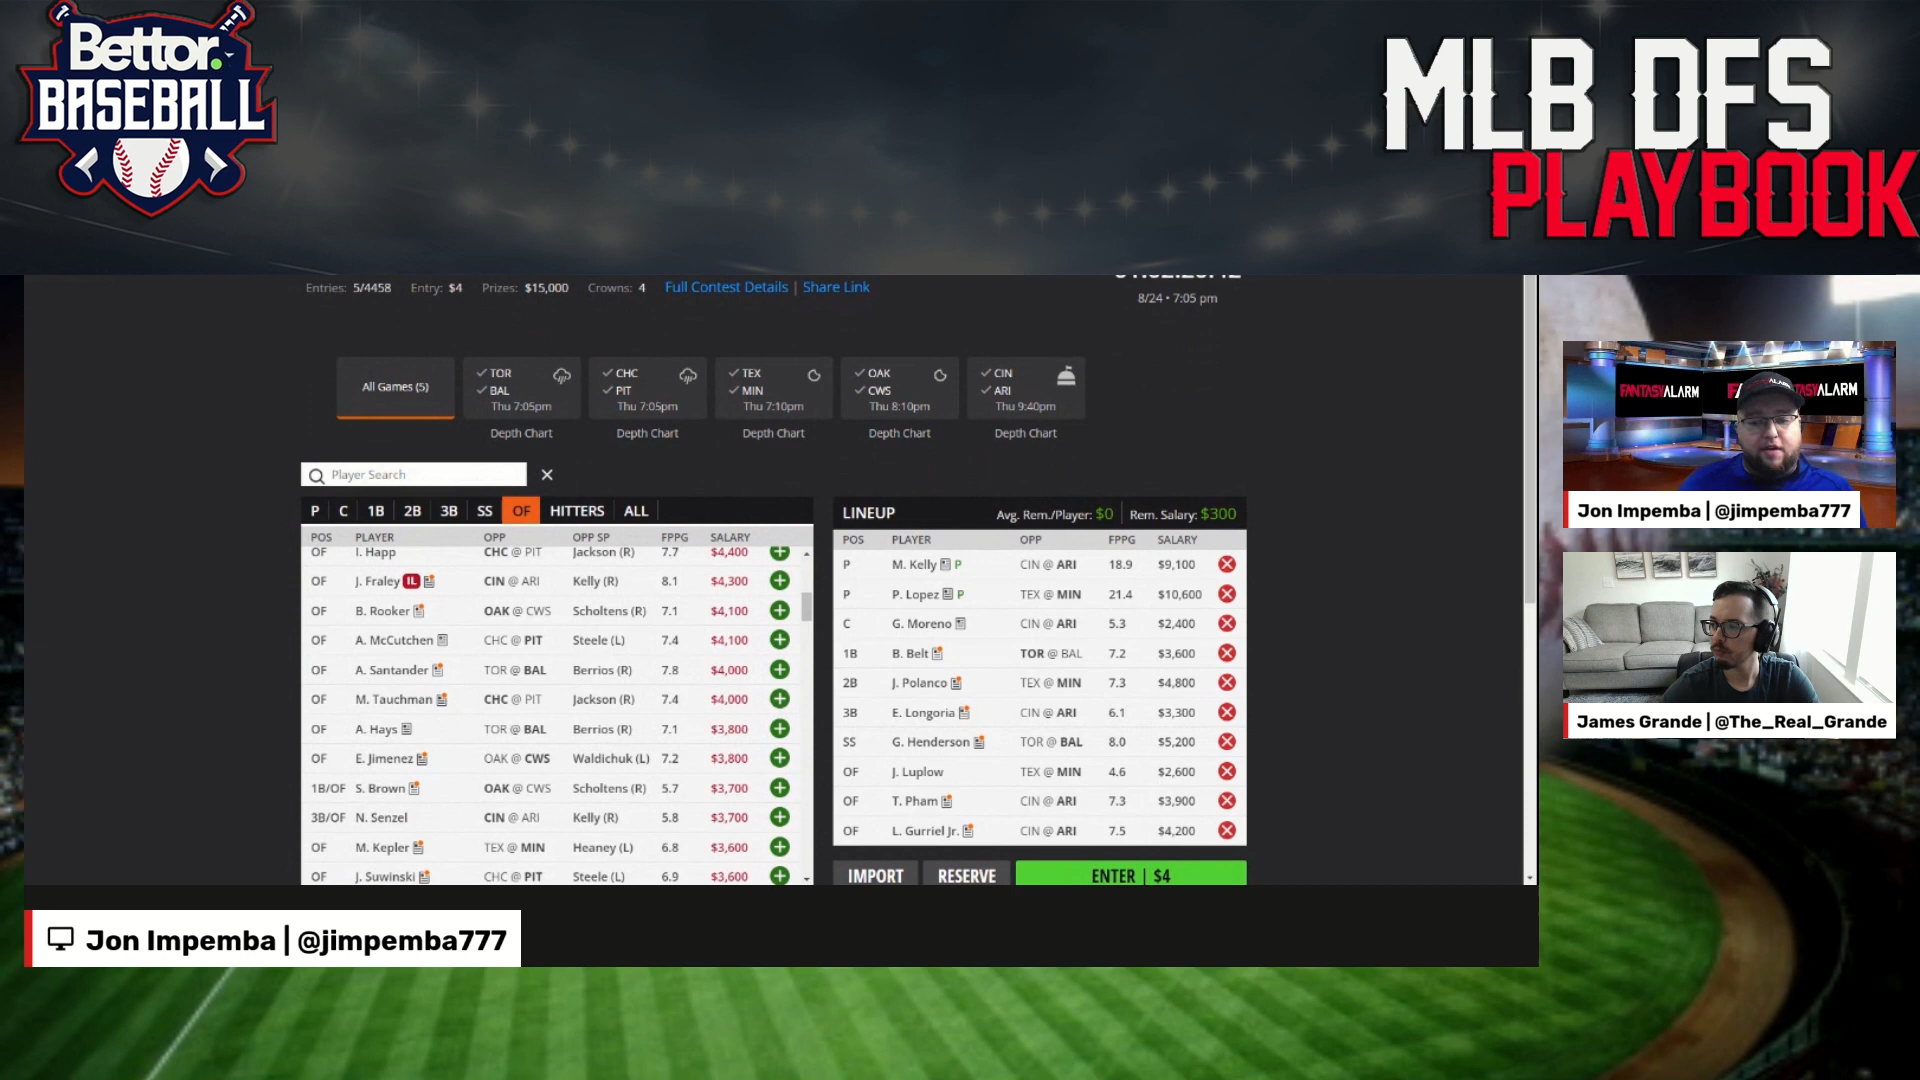 Bettor.
BASEBALL
MLB DFS
PLAYBOOK
Entries: 5/4458 Entry: $4 Prizes: $15,000 Crowns: 4 Full Contest Details | Share Link
8/24 • 7:05 pm
All Games (5)
TOR
BAL
Thu 7:05pm
CHC
PIT
Thu 7:05pm
TEX
MIN
Thu 7:10pm
OAK
CWS
Thu 8:10pm
CIN
ARI
Thu 9:40pm
Depth Chart Depth Chart Depth Chart Depth Chart Depth Chart
Player Search
P C 1B 2B 3B SS OF HITTERS ALL
POS PLAYER OPP OPP SP FPPG SALARY
OF I. Happ CHC @ PIT Jackson (R) 7.7 $4,400
OF J. Fraley IL CIN @ ARI Kelly (R) 8.1 $4,300
OF B. Rooker OAK @ CWS Scholtens (R) 7.1 $4,100
OF A. McCutchen CHC @ PIT Steele (L) 7.4 $4,100
OF A. Santander TOR @ BAL Berrios (R) 7.8 $4,000
OF M. Tauchman CHC @ PIT Jackson (R) 7.4 $4,000
OF A. Hays TOR @ BAL Berrios (R) 7.1 $3,800
OF E. Jimenez OAK @ CWS Waldichuk (L) 7.2 $3,800
1B/OF S. Brown OAK @ CWS Scholtens (R) 5.7 $3,700
3B/OF N. Senzel CIN @ ARI Kelly (R) 5.8 $3,700
OF M. Kepler TEX @ MIN Heaney (L) 6.8 $3,600
OF J. Suwinski CHC @ PIT Steele (L) 6.9 $3,600
LINEUP Avg. Rem./Player: $0 Rem. Salary: $300
POS PLAYER OPP FPPG SALARY
P M. Kelly P CIN @ ARI 18.9 $9,100
P P. Lopez P TEX @ MIN 21.4 $10,600
C G. Moreno CIN @ ARI 5.3 $2,400
1B B. Belt TOR @ BAL 7.2 $3,600
2B J. Polanco TEX @ MIN 7.3 $4,800
3B E. Longoria CIN @ ARI 6.1 $3,300
SS G. Henderson TOR @ BAL 8.0 $5,200
OF J. Luplow TEX @ MIN 4.6 $2,600
OF T. Pham CIN @ ARI 7.3 $3,900
OF L. Gurriel Jr. CIN @ ARI 7.5 $4,200
IMPORT RESERVE ENTER | $4
FANTASYALARM
Jon Impemba | @jimpemba777
James Grande | @The_Real_Grande
Jon Impemba | @jimpemba777